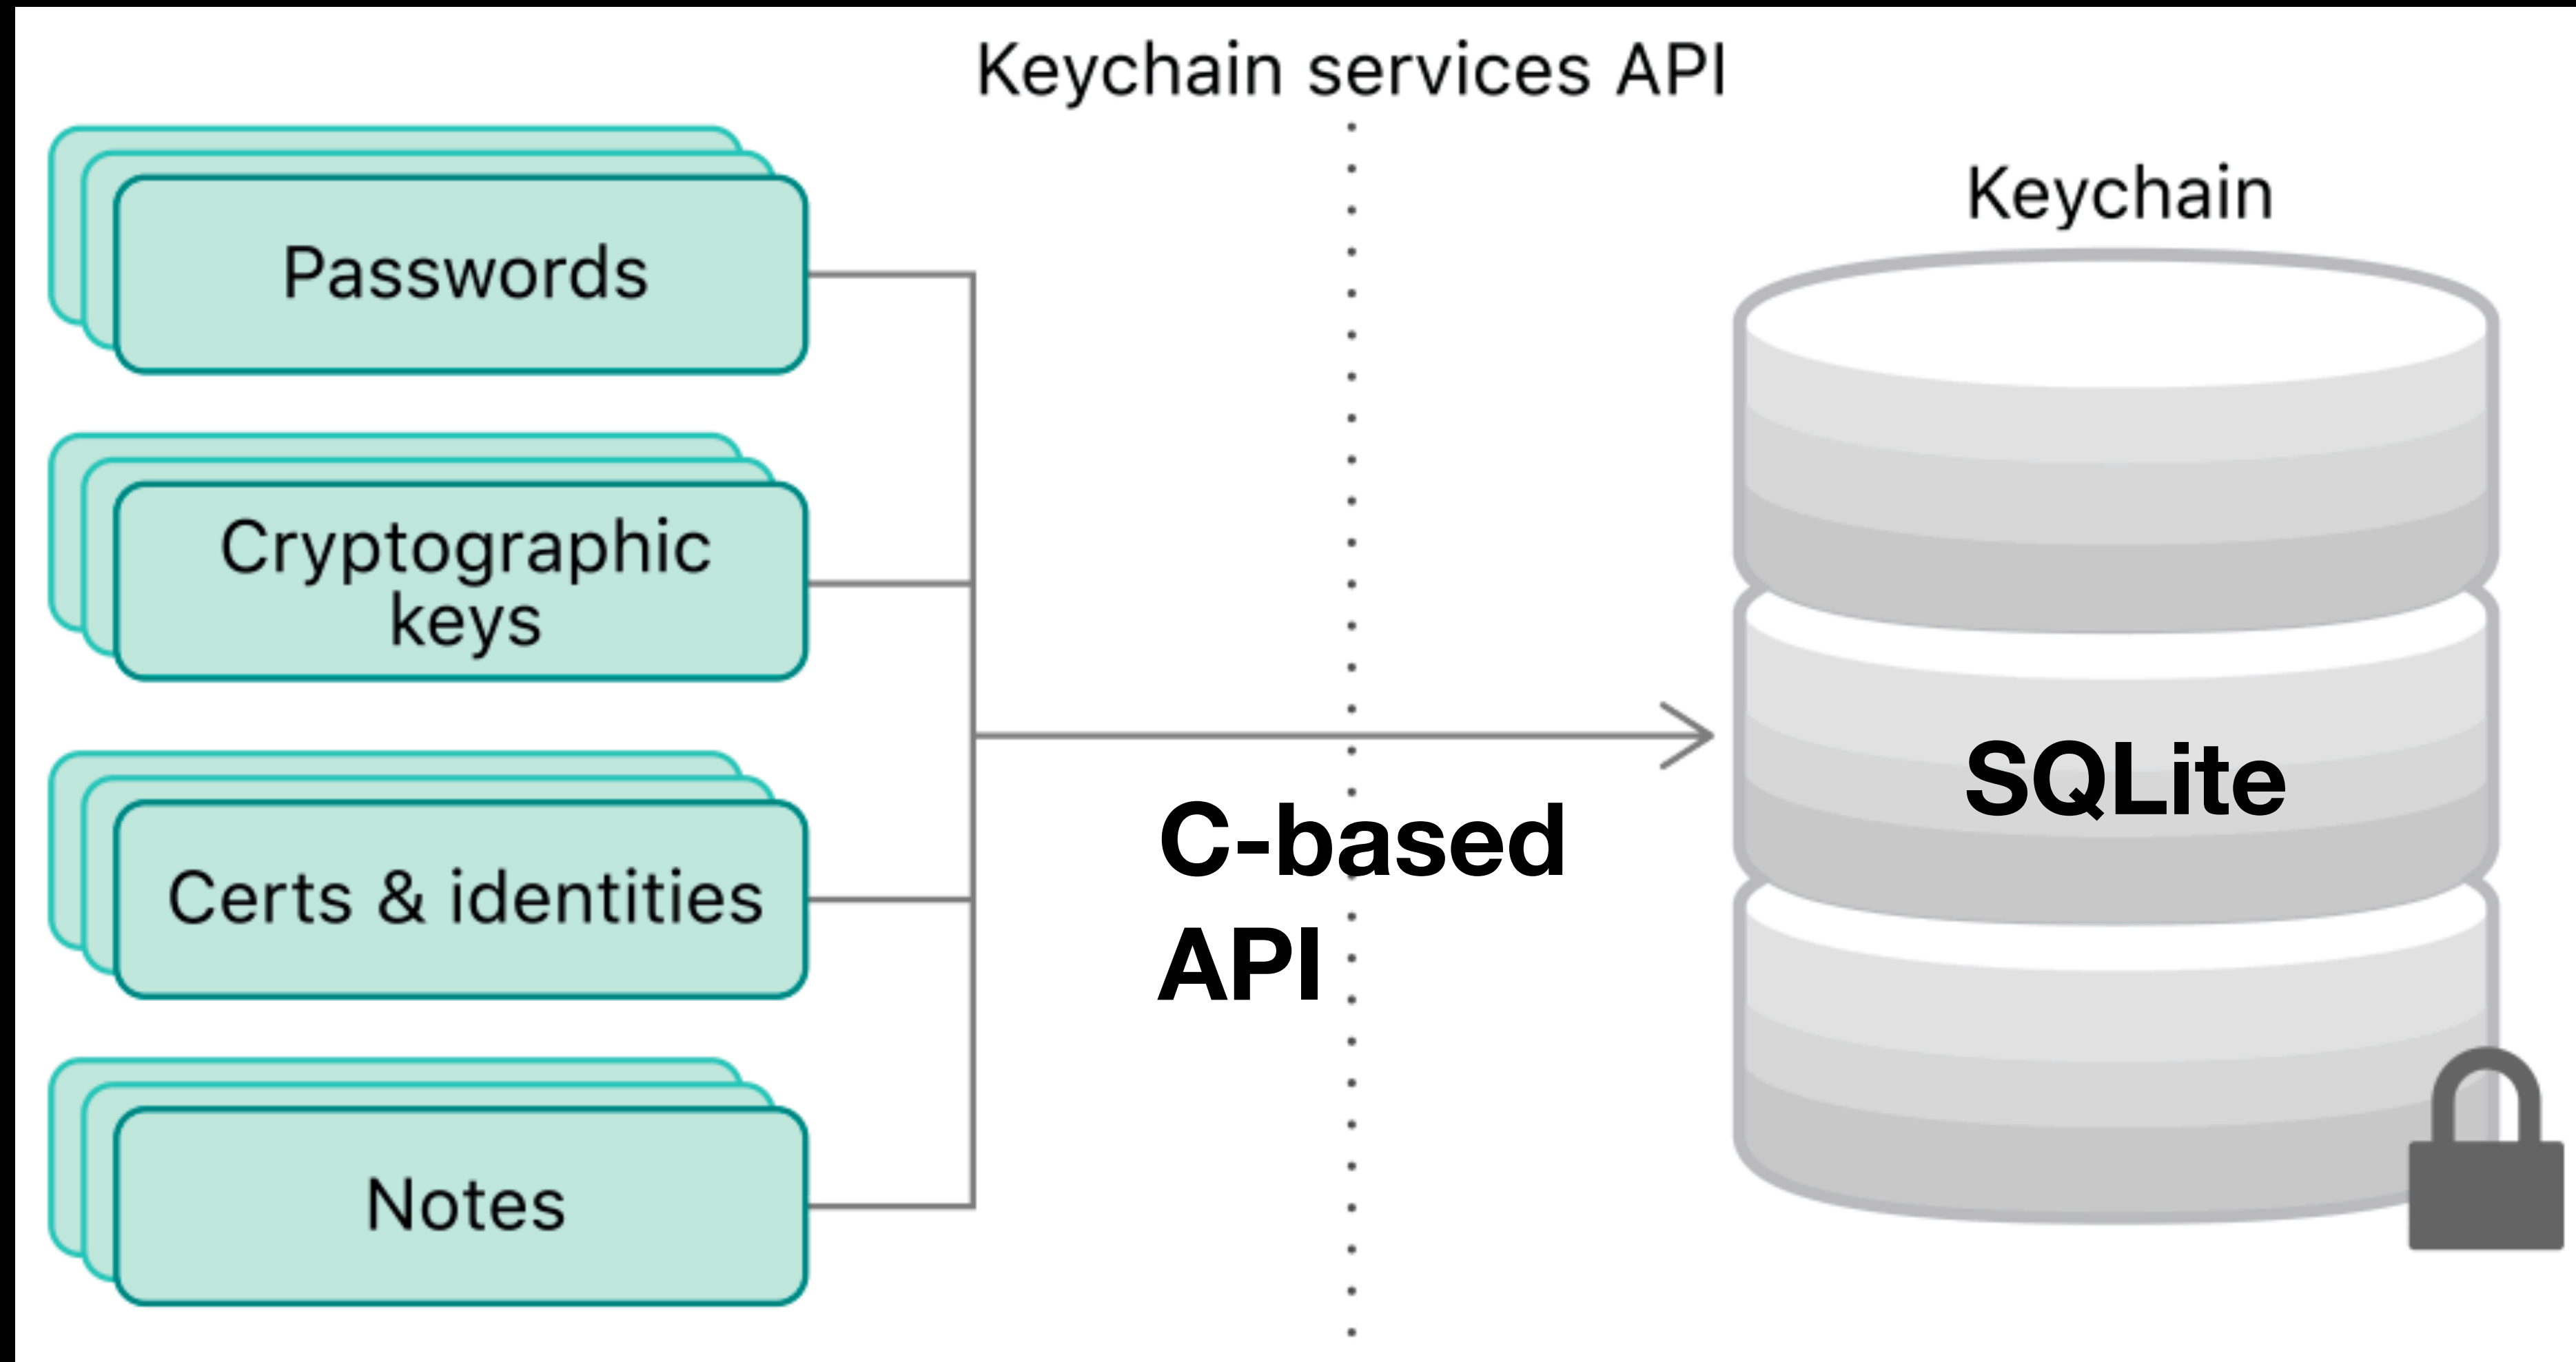 Keychain services API
Keychain
Passwords
Cryptographic
keys
Certs & identities
Notes
C-based
API
SQLite